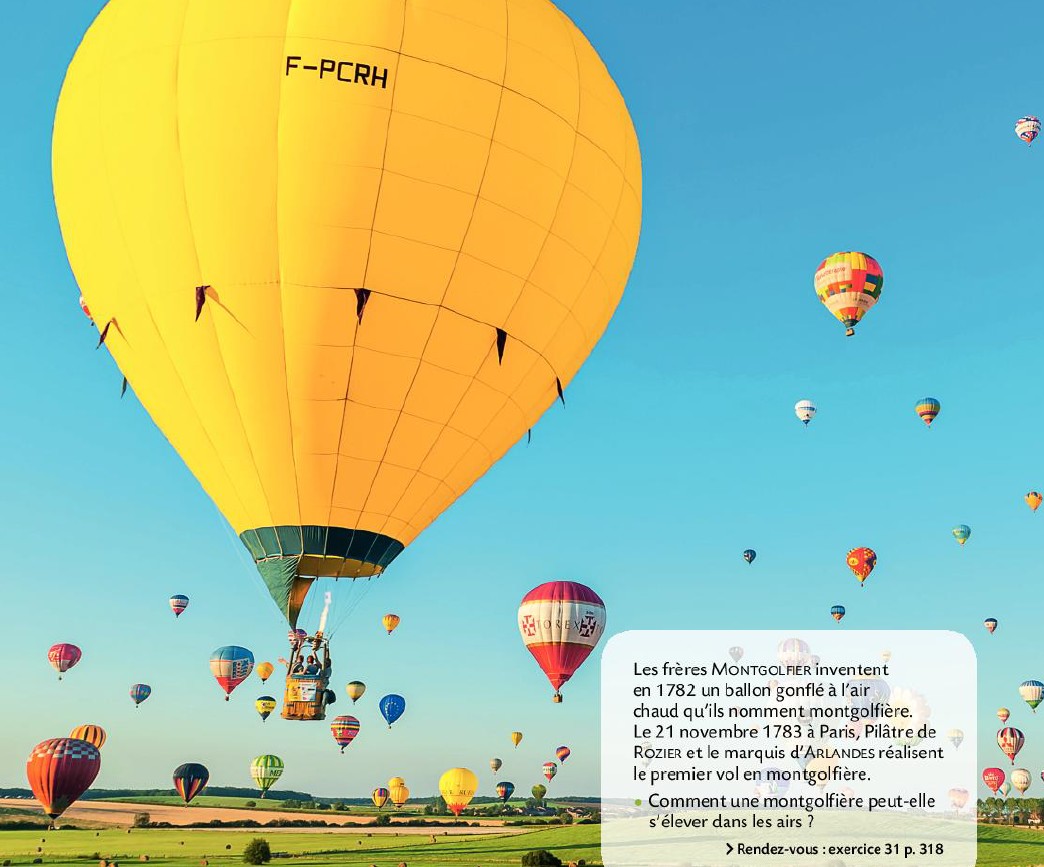 F-PCRH
TOREX
Les frères MONTGOLFIER inventent
en 1782 un ballon gonflé à l'air
chaud qu'ils nomment montgolfière.
Le 21 novembre 1783 à Paris, Pilâtre de
ROZIER et le marquis d'ARLANDES réalisent
le premier vol en montgolfière.
• Comment une montgolfière peut-elle
s'élever dans les airs ?
> Rendez-vous : exercice 31 p. 318